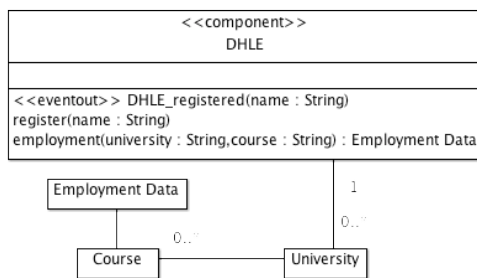 <<component>>
DHLE
<<eventout>> DHLE_registered(name : String)
register(name : String)
employment(university : String,course : String) : Employment Data
Employment Data
1
0..*
0..*
Course
University